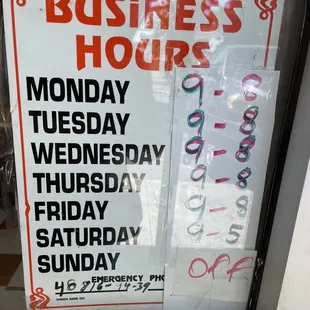 BUSINESS
HOURS
MONDAY 9-8
TUESDAY 9-8
WEDNESDAY 9-8
THURSDAY 9-8
FRIDAY 9-8
SATURDAY 9-5
SUNDAY OFF
EMERGENCY